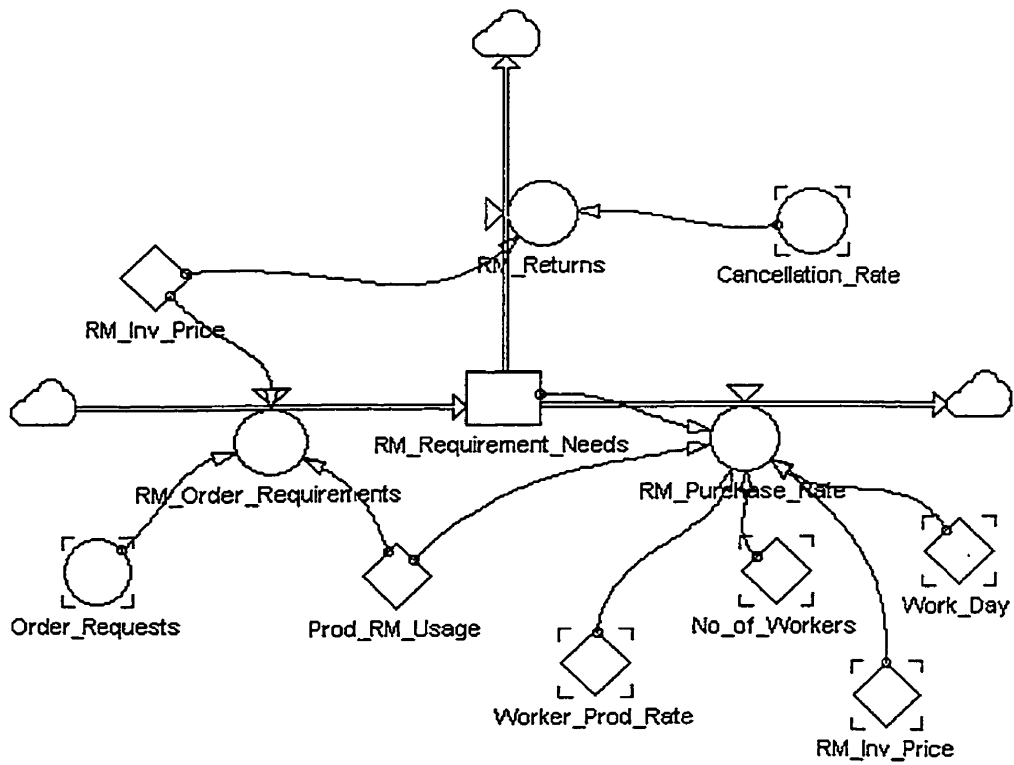 RM_Returns
Cancellation_Rate
RM_Inv_Price
RM_Requirement_Needs
RM_Order_Requirements
RM_Purchase_Rate
Order_Requests
Prod_RM_Usage
No_of_Workers
Work_Day
Worker_Prod_Rate
RM_Inv_Price